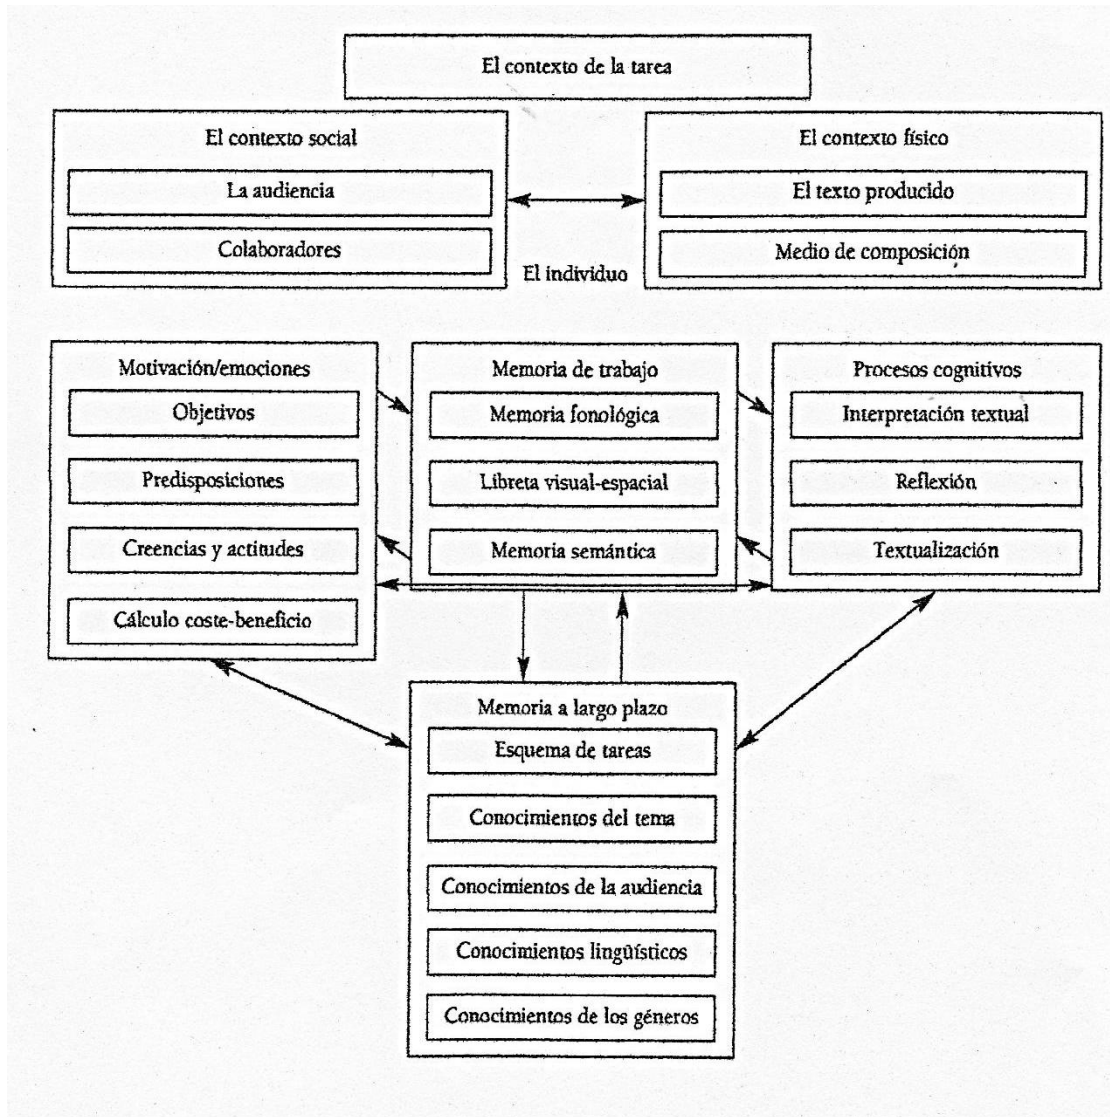 El contexto de la tarea
El contexto social
La audiencia
Colaboradores
El contexto físico
El texto producido
Medio de composición
El individuo
Motivación/emociones
Objetivos
Predisposiciones
Creencias y actitudes
Cálculo coste-beneficio
Memoria de trabajo
Memoria fonológica
Libreta visual-espacial
Memoria semántica
Procesos cognitivos
Interpretación textual
Reflexión
Textualización
Memoria a largo plazo
Esquema de tareas
Conocimientos del tema
Conocimientos de la audiencia
Conocimientos lingüísticos
Conocimientos de los géneros